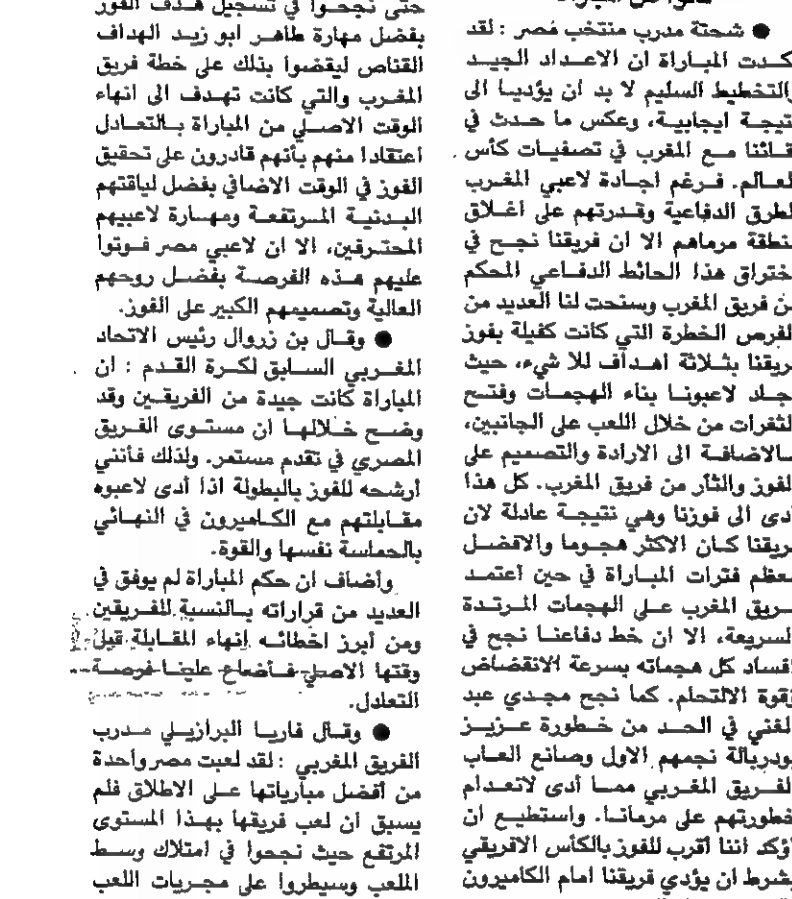 ● شحتة مدرب منتخب مصر : لقد
كدت المباراة ان الاعداد الجيد
والتخطيط السليم لا بد ان يؤديا الى
نتيجة ايجابية، وعكس ما حدث في
لقائنا مع المغرب في تصفيات كأس
العالم. فرغم اجادة لاعبي المغرب
لطرق الدفاعية وقدرتهم على اغلاق
منطقة مرماهم الا ان فريقنا نجح في
اختراق هذا الحائط الدفاعي المحكم
من فريق المغرب وسنحت لنا العديد من
الفرص الخطرة التي كانت كفيلة بفوز
فريقنا بثلاثة اهداف للا شيء، حيث
جاد لاعبونا بناء الهجمات وفتح
الثغرات من خلال اللعب على الجانبين،
بالاضافة الى الارادة والتصميم على
الفوز والثأر من فريق المغرب. كل هذا
أدى الى فوزنا وهي نتيجة عادلة لان
فريقنا كان الاكثر هجوما والافضل
معظم فترات المباراة في حين اعتمد
فريق المغرب على الهجمات المرتدة
السريعة، الا ان خط دفاعنا نجح في
افساد كل هجماته بسرعة الانقضاض
وقوة الالتحام. كما نجح مجدي عبد
الغني في الحد من خطورة عزيز
بودربالة نجمهم الاول وصانع العاب
الفريق المغربي مما أدى لانعدام
خطورتهم على مرمانا. واستطيع ان
اؤكد اننا أقرب للفوز بالكأس الافريقي
بشرط ان يؤدي فريقنا امام الكاميرون
حتى نجحوا في تسجيل هدف الفوز
بفضل مهارة طاهر ابو زيد الهداف
القناص ليقضوا بذلك على خطة فريق
المغرب والتي كانت تهدف الى انهاء
الوقت الاصلي من المباراة بالتعادل
اعتقادا منهم بأنهم قادرون على تحقيق
الفوز في الوقت الاضافي بفضل لياقتهم
البدنية المرتفعة ومهارة لاعبيهم
المحترفين، الا ان لاعبي مصر فوتوا
عليهم هذه الفرصة بفضل روحهم
العالية وتصميمهم الكبير على الفوز.
● وقال بن زروال رئيس الاتحاد
المغربي السابق لكرة القدم : ان
المباراة كانت جيدة من الفريقين وقد
وضح خلالها ان مستوى الفريق
المصري في تقدم مستمر. ولذلك فأنني
أرشحه للفوز بالبطولة اذا أدى لاعبوه
مقابلتهم مع الكاميرون في النهائي
بالحماسة نفسها والقوة.
وأضاف ان حكم المباراة لم يوفق في
العديد من قراراته بالنسبة للفريقين
ومن أبرز اخطائه إنهاء المقابلة قبل
وقتها الاصلي فأضاع علينا فرصة
التعادل.
● وقال فاريا البرازيلي مدرب
الفريق المغربي : لقد لعبت مصر واحدة
من أفضل مبارياتها على الاطلاق فلم
يسبق ان لعب فريقها بهذا المستوى
المرتفع حيث نجحوا في امتلاك وسط
الملعب وسيطروا على مجريات اللعب